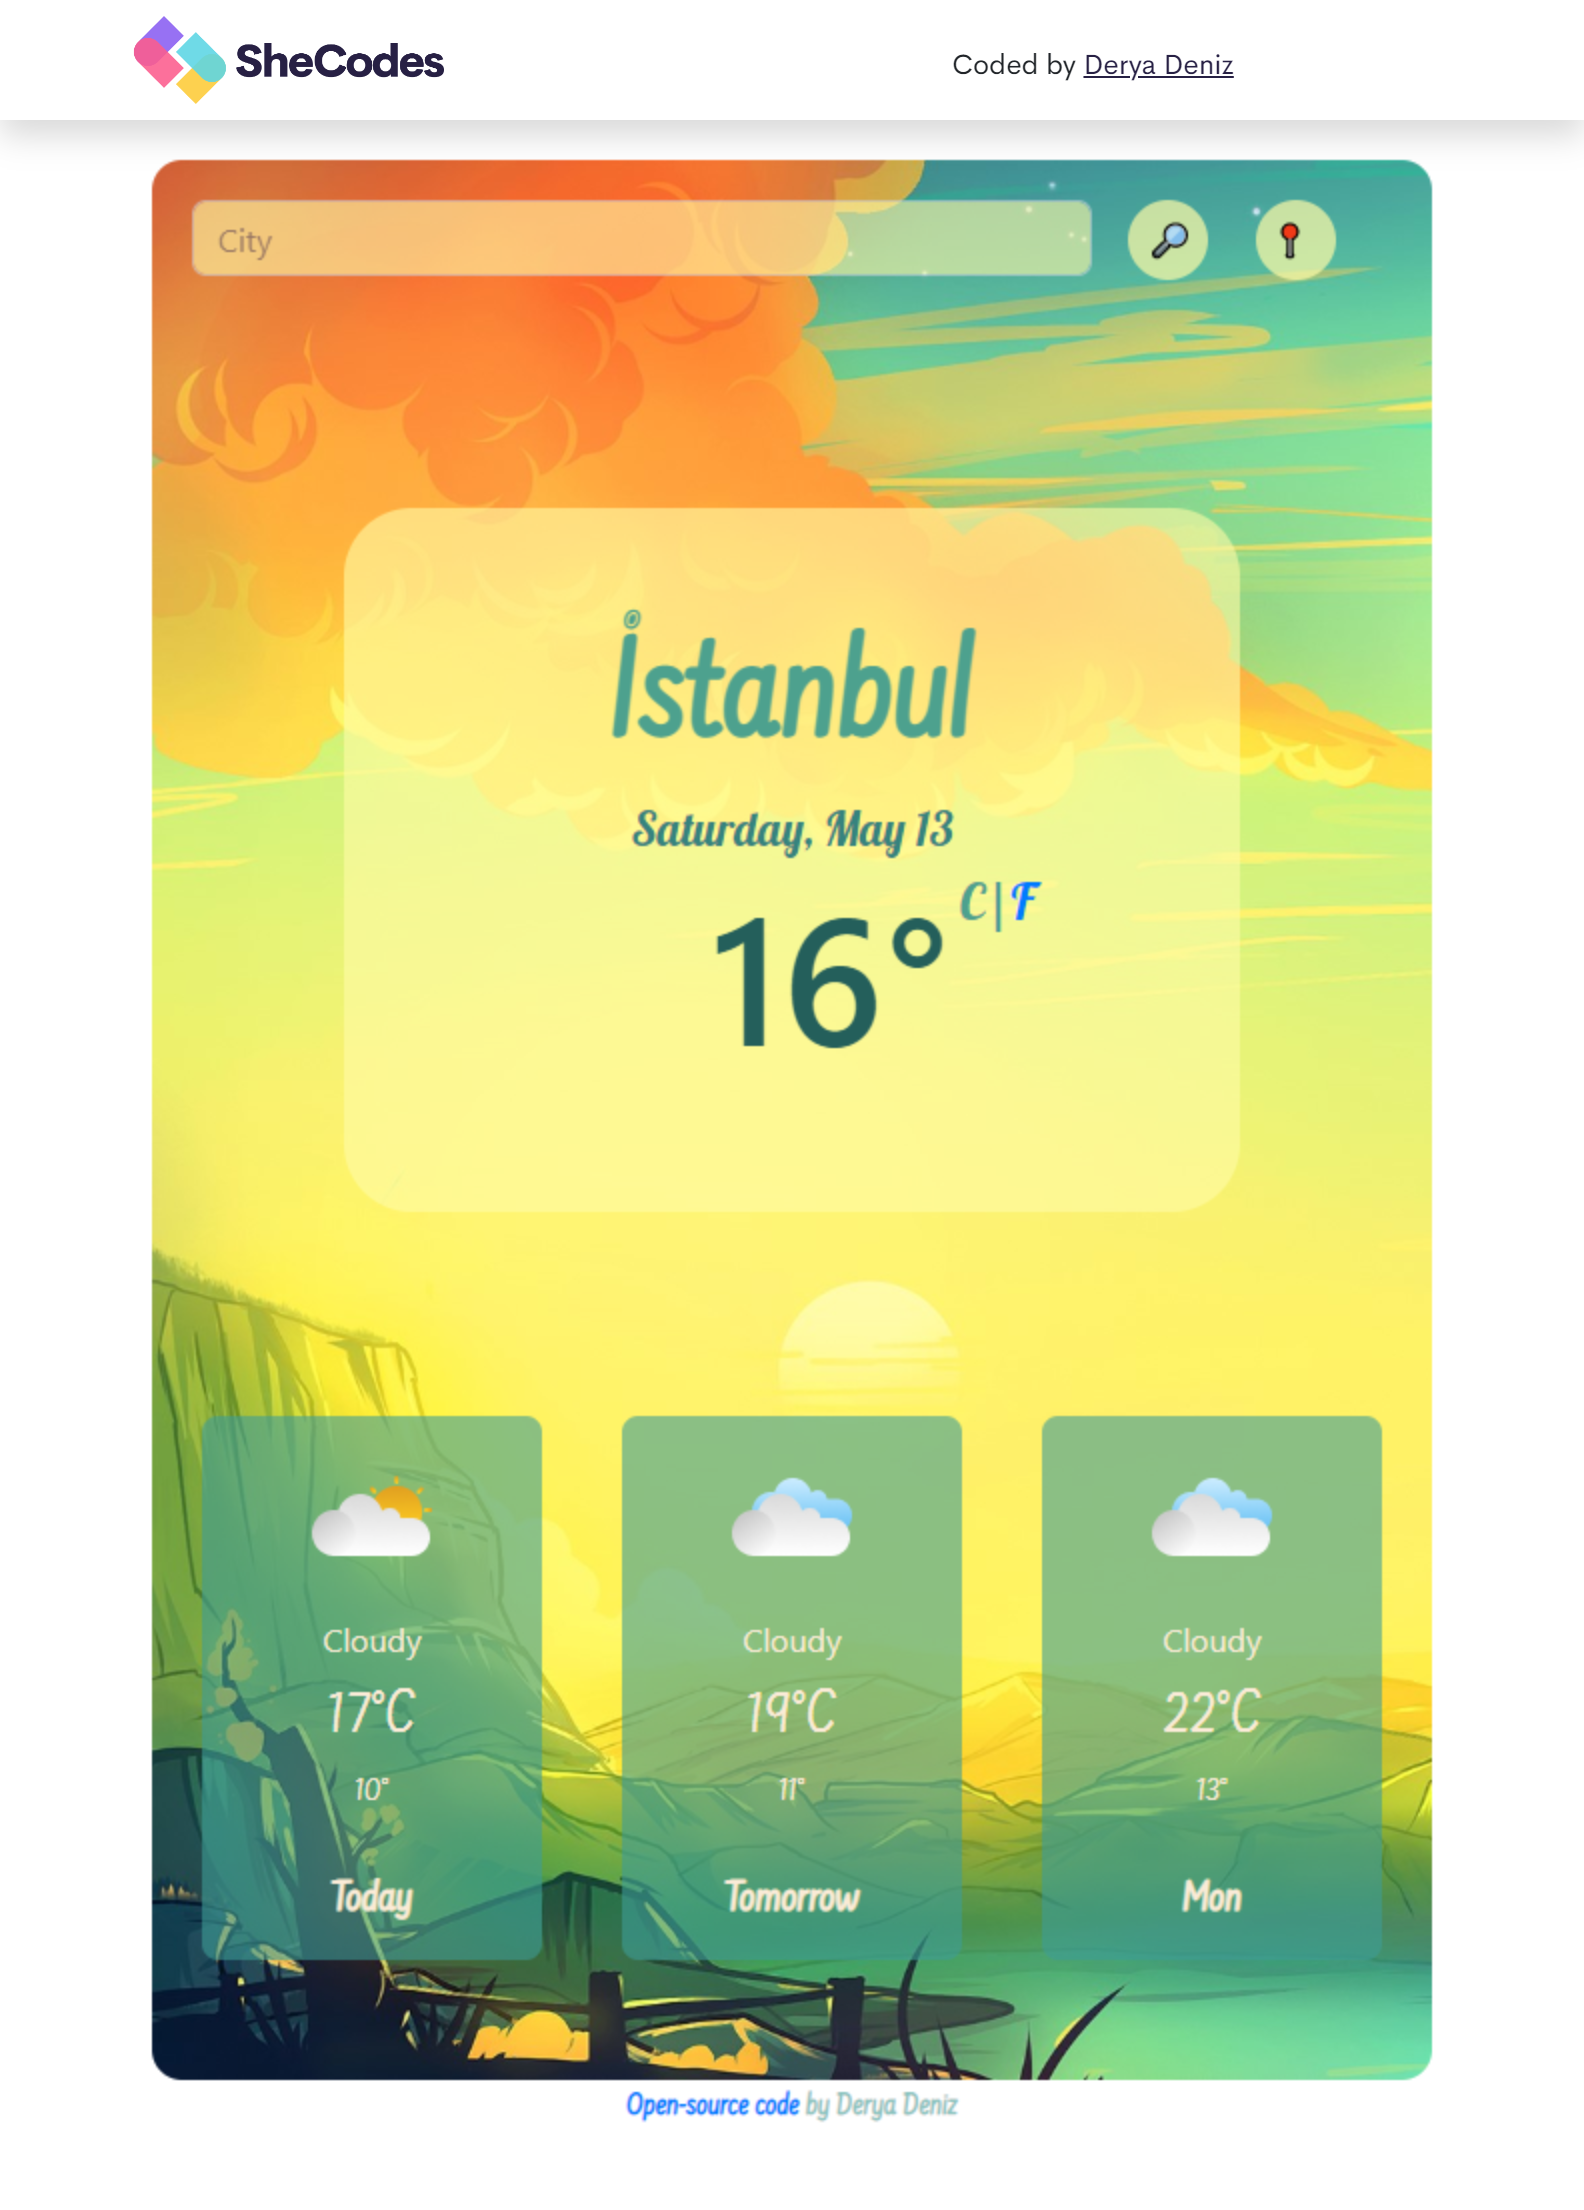 SheCodes
Coded by Derya Deniz
City
İstanbul
Saturday, May 13
16° C|F
Cloudy
17°C
10°
Today
Cloudy
19°C
11°
Tomorrow
Cloudy
22°C
13°
Mon
Open-source code by Derya Deniz